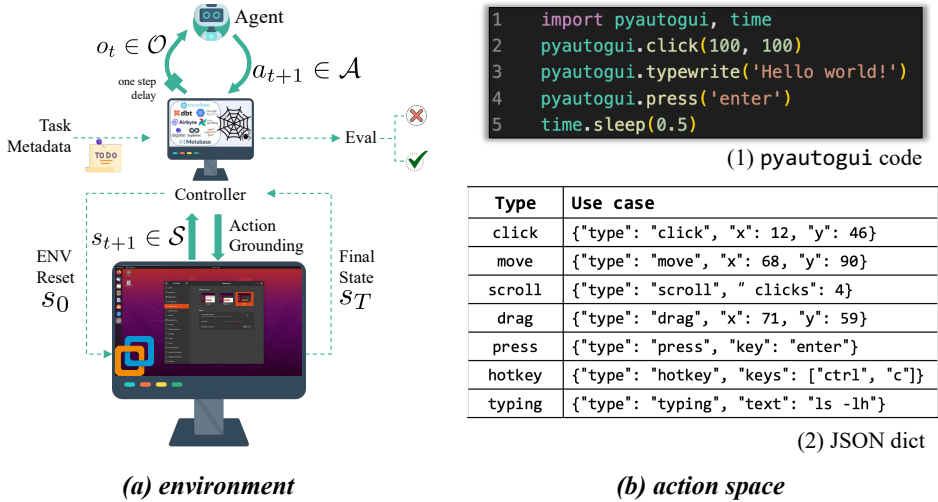 Agent
o_t ∈ O
a_{t+1} ∈ A
one step
delay
snowflake
dbt
Airbyte
dagster
Superset
Metabase
Task
Metadata
TO DO
Eval
Controller
s_{t+1} ∈ S
Action
Grounding
ENV
Reset
s_0
Final
State
s_T
(a) environment
1 import pyautogui, time
2 pyautogui.click(100, 100)
3 pyautogui.typewrite('Hello world!')
4 pyautogui.press('enter')
5 time.sleep(0.5)
(1) pyautogui code
Type Use case
click {"type": "click", "x": 12, "y": 46}
move {"type": "move", "x": 68, "y": 90}
scroll {"type": "scroll", " clicks": 4}
drag {"type": "drag", "x": 71, "y": 59}
press {"type": "press", "key": "enter"}
hotkey {"type": "hotkey", "keys": ["ctrl", "c"]}
typing {"type": "typing", "text": "ls -lh"}
(2) JSON dict
(b) action space